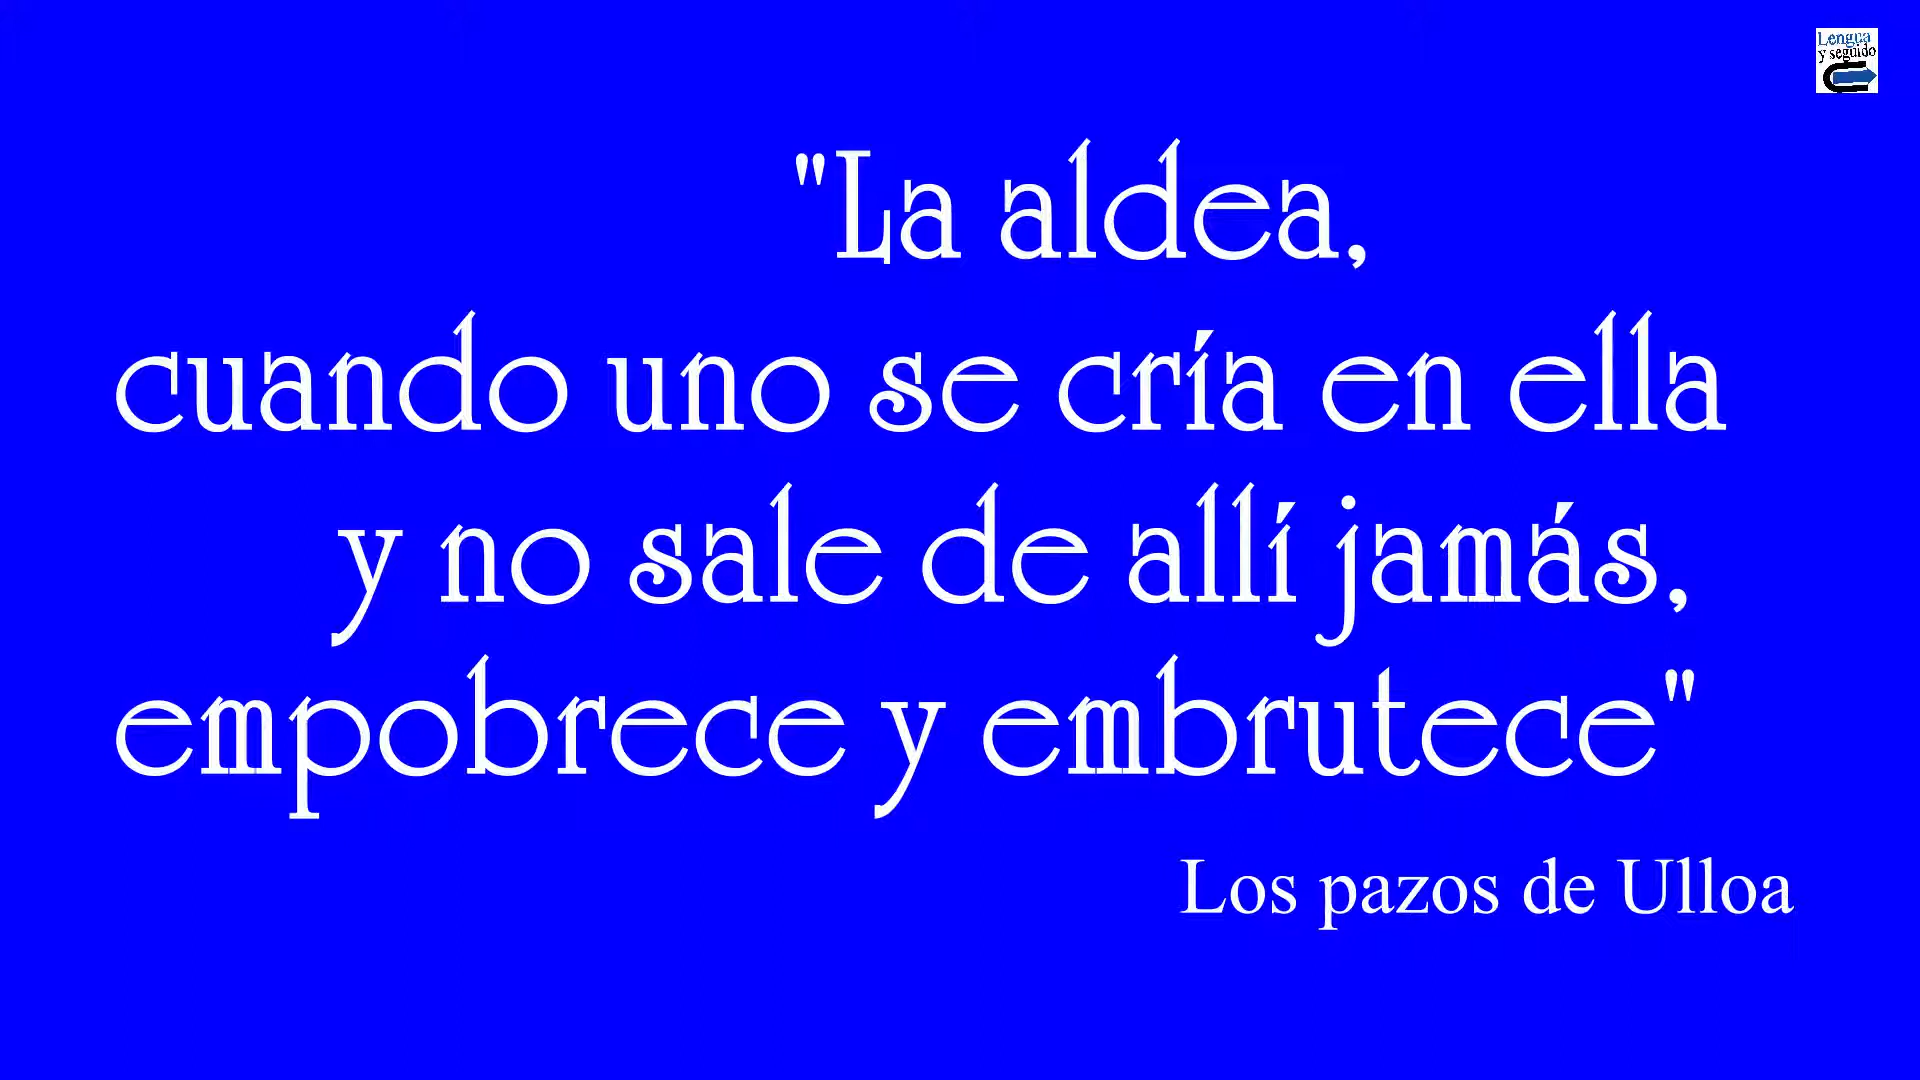 Lengua
y seguido
"La aldea,
cuando uno se cría en ella
y no sale de allí jamás,
empobrece y embrutece"
Los pazos de Ulloa